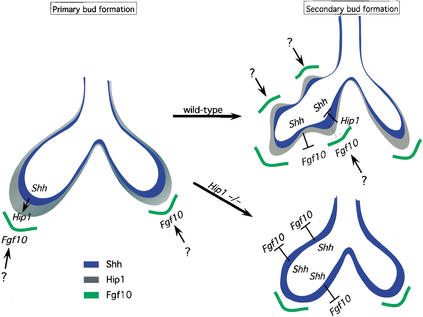 Primary bud formation
Secondary bud formation
?
?
wild-type
Shh
Hip1
Shh
Fgf10
Fgf10
?
Shh
Hip1
Fgf10
?
Fgf10
?
Hip1 -/-
Fgf10
Fgf10
Shh
Shh
Fgf10
Shh
Hip1
Fgf10